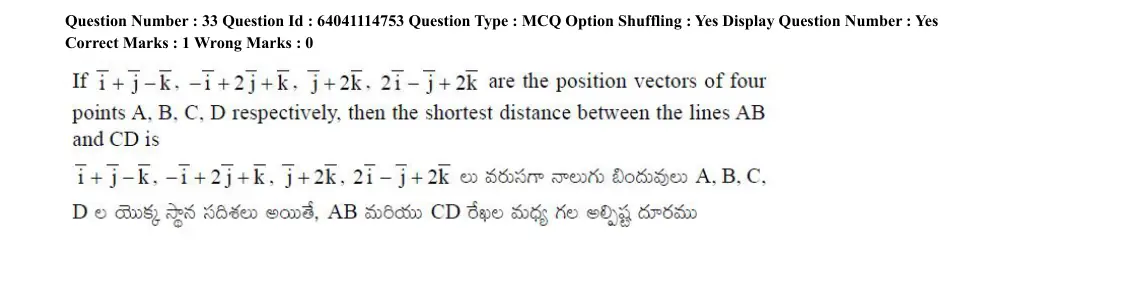 Question Number : 33 Question Id : 64041114753 Question Type : MCQ Option Shuffling : Yes Display Question Number : Yes
Correct Marks : 1 Wrong Marks : 0
If i̅ + j̅ − k̅, −i̅ + 2j̅ + k̅, j̅ + 2k̅, 2i̅ − j̅ + 2k̅ are the position vectors of four
points A, B, C, D respectively, then the shortest distance between the lines AB
and CD is
i̅ + j̅ − k̅, −i̅ + 2j̅ + k̅, j̅ + 2k̅, 2i̅ − j̅ + 2k̅ లు వరుసగా నాలుగు బిందువులు A, B, C,
D ల యొక్క స్థాన సదిశలు అయితే, AB మరియు CD రేఖల మధ్య గల అల్పిష్ట దూరము